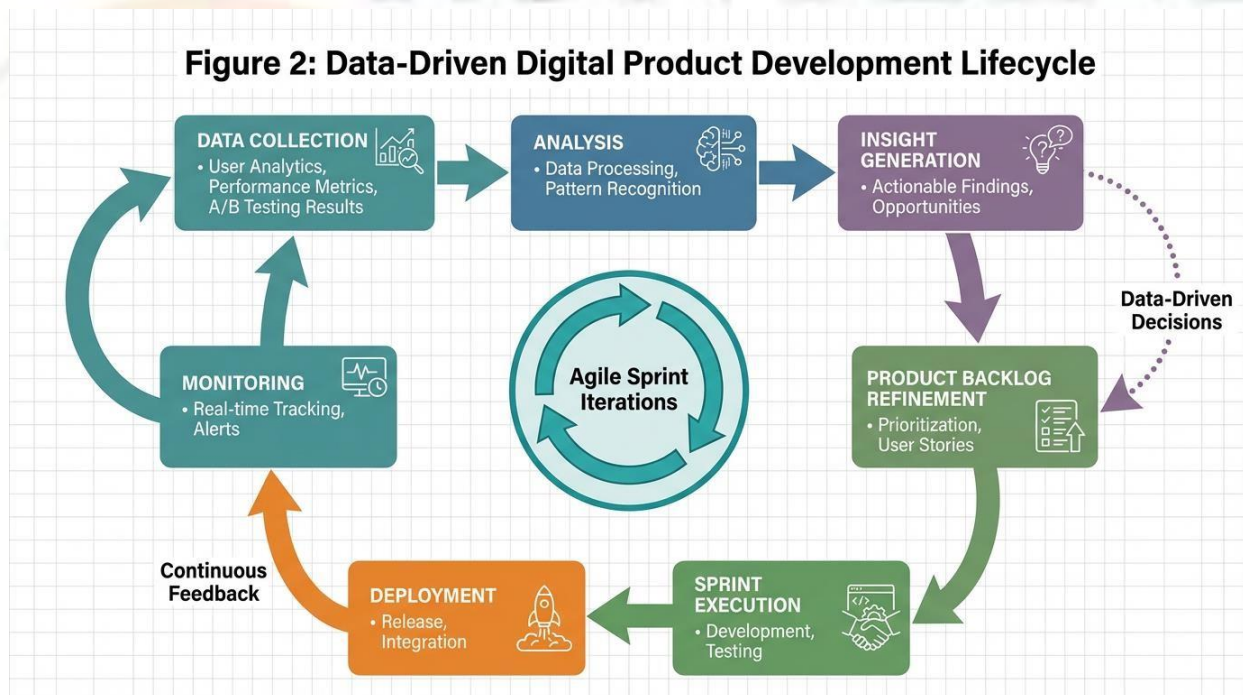 Figure 2: Data-Driven Digital Product Development Lifecycle
DATA COLLECTION
• User Analytics,
Performance Metrics,
A/B Testing Results
ANALYSIS
• Data Processing,
Pattern Recognition
INSIGHT
GENERATION
• Actionable Findings,
Opportunities
Data-Driven
Decisions
PRODUCT BACKLOG
REFINEMENT
• Prioritization,
User Stories
SPRINT
EXECUTION
• Development,
Testing
DEPLOYMENT
• Release,
Integration
Continuous
Feedback
MONITORING
• Real-time Tracking,
Alerts
Agile Sprint
Iterations